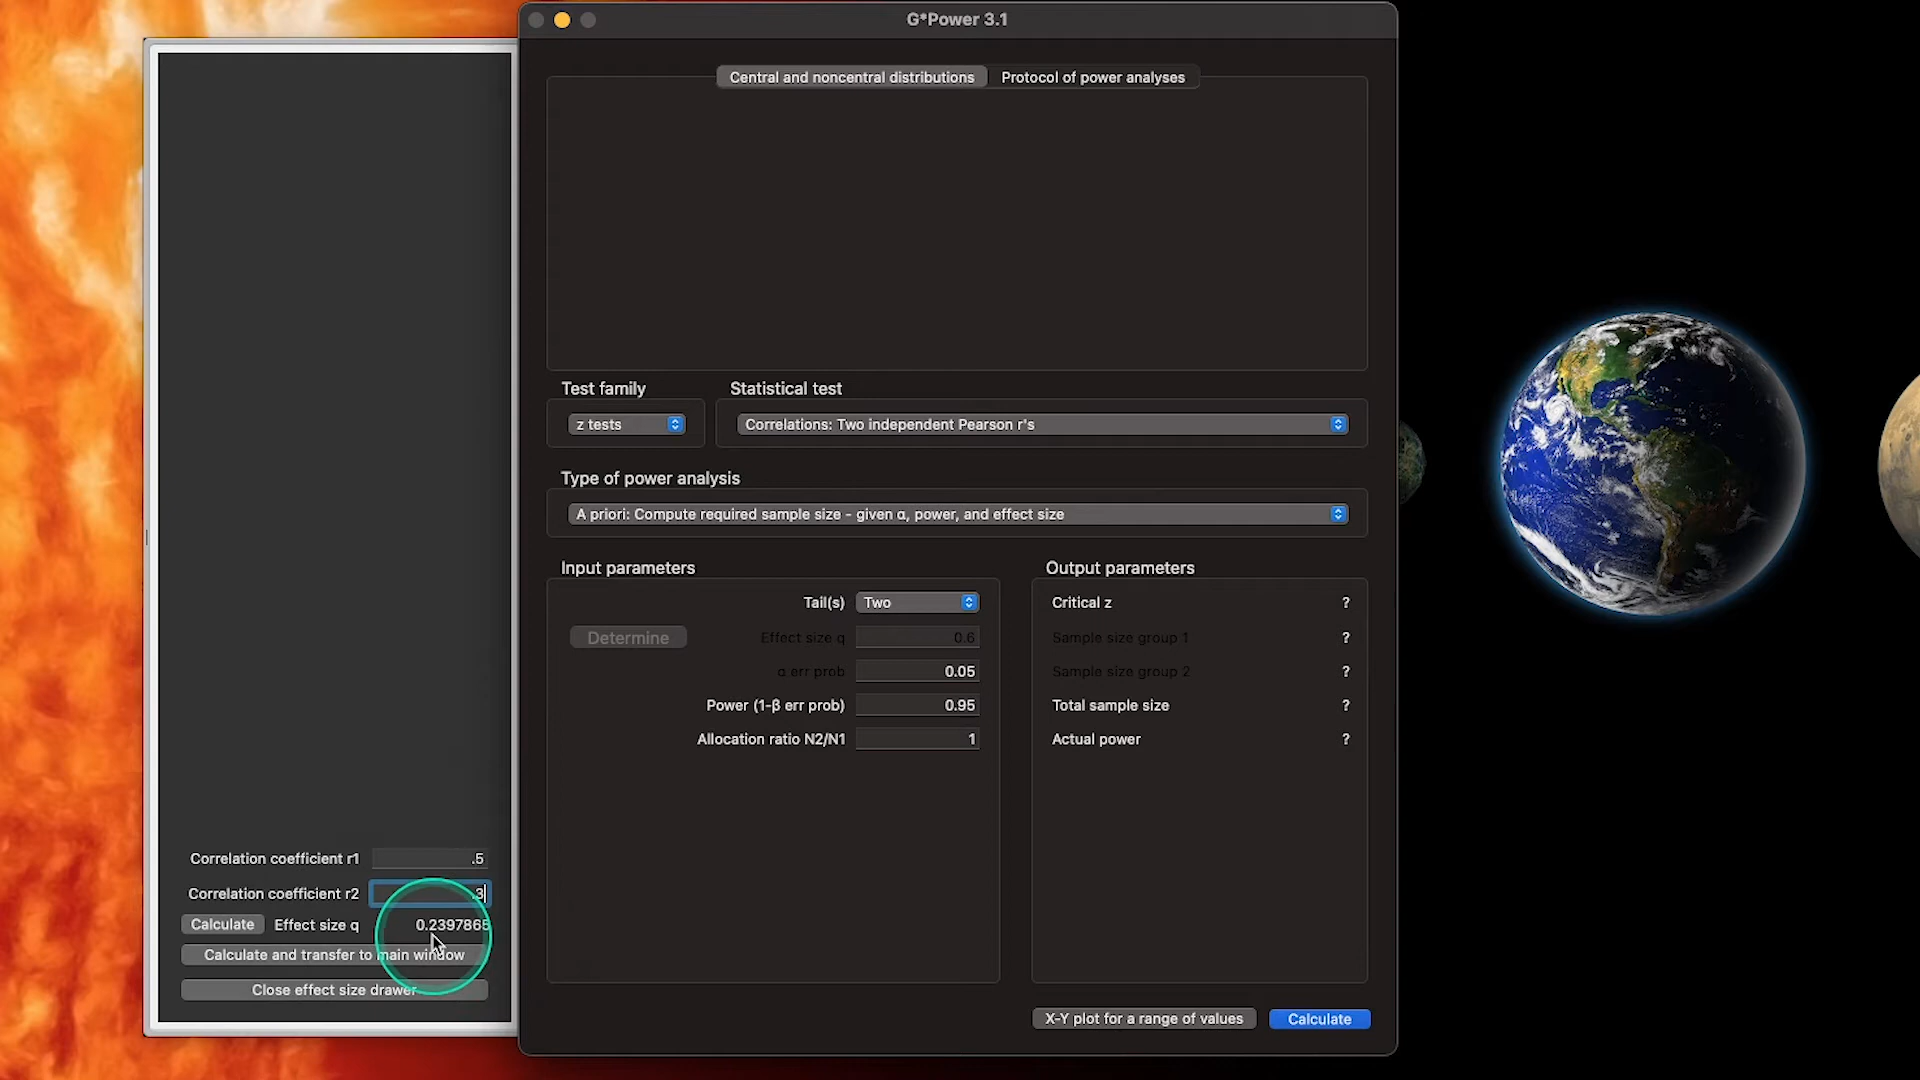 G*Power 3.1
Central and noncentral distributions Protocol of power analyses
Test family Statistical test
z tests Correlations: Two independent Pearson r's
Type of power analysis
A priori: Compute required sample size - given α, power, and effect size
Input parameters Output parameters
Tail(s) Two Critical z ?
Determine Effect size q 0.6 Sample size group 1 ?
α err prob 0.05 Sample size group 2 ?
Power (1-β err prob) 0.95 Total sample size ?
Allocation ratio N2/N1 1 Actual power ?
Correlation coefficient r1 .5
Correlation coefficient r2 .3
Calculate Effect size q 0.2397865
Calculate and transfer to main window
Close effect size drawer
X-Y plot for a range of values Calculate